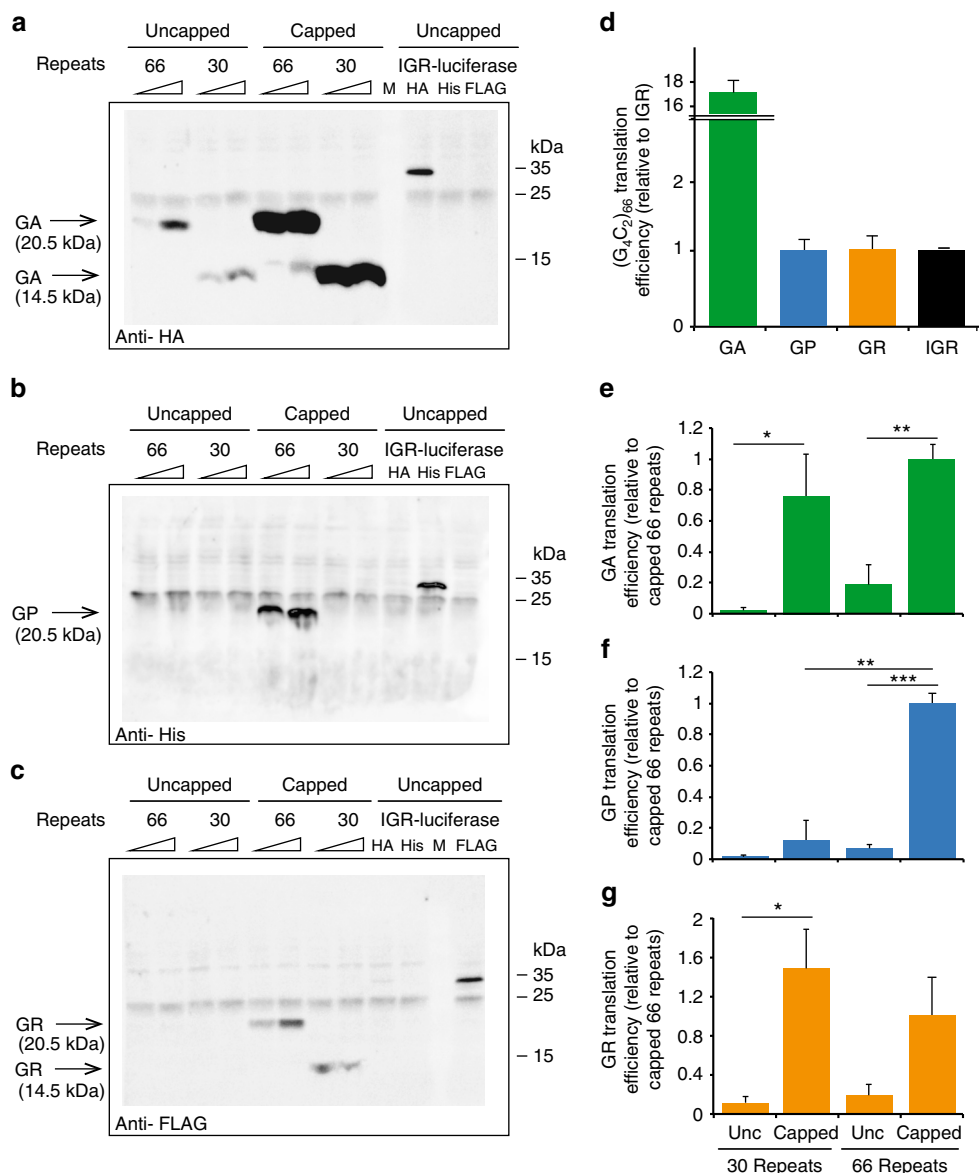 a
Uncapped Capped Uncapped
Repeats 66 30 66 30 IGR-luciferase
M HA His FLAG
kDa
35
25
GA
(20.5 kDa)
15
GA
(14.5 kDa)
Anti- HA
b
Uncapped Capped Uncapped
Repeats 66 30 66 30 IGR-luciferase
HA His FLAG
kDa
35
25
GP
(20.5 kDa)
15
Anti- His
c
Uncapped Capped Uncapped
Repeats 66 30 66 30 IGR-luciferase
HA His M FLAG
kDa
35
25
GR
(20.5 kDa)
15
GR
(14.5 kDa)
Anti- FLAG
d
(G4C2)66 translation
efficiency (relative to IGR)
18
16
2
1
0
GA GP GR IGR
e
GA translation
efficiency (relative to
capped 66 repeats)
1.2
1
0.8
0.6
0.4
0.2
0
* **
f
GP translation
efficiency (relative to
capped 66 repeats)
1.2
1
0.8
0.6
0.4
0.2
0
**
***
g
GR translation
efficiency (relative to
capped 66 repeats)
2
1.6
1.2
0.8
0.4
0
*
Unc Capped Unc Capped
30 Repeats 66 Repeats